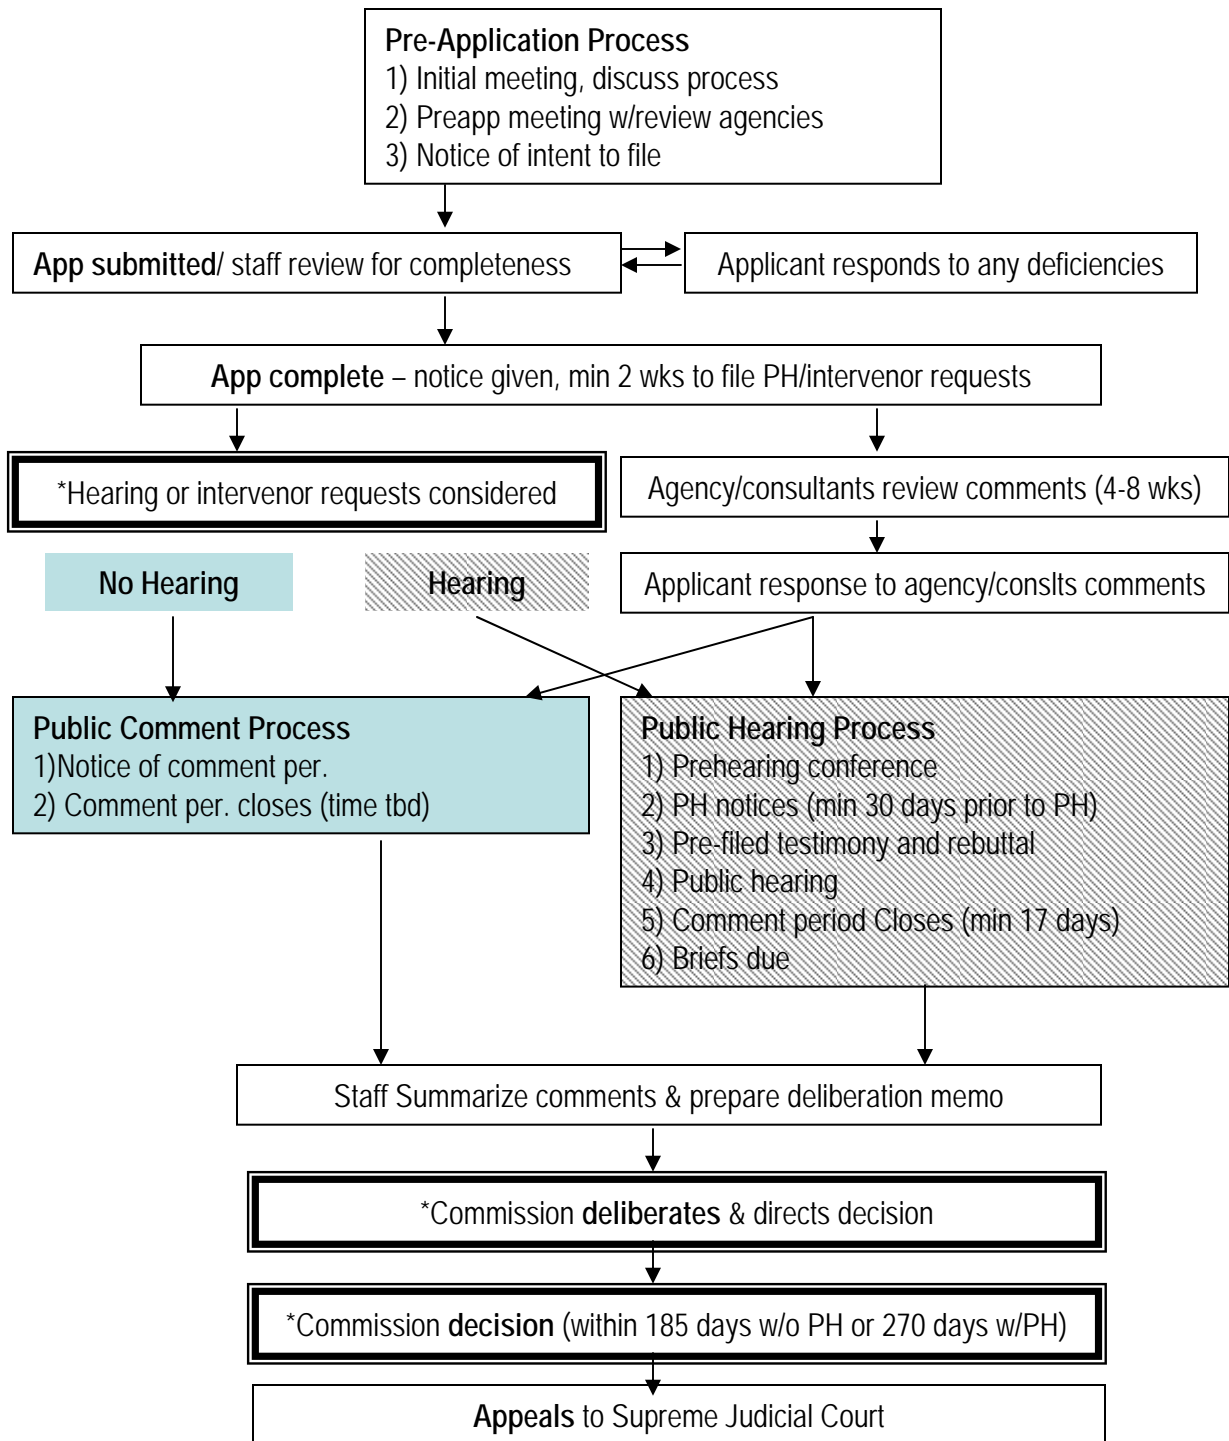 Pre-Application Process
1) Initial meeting, discuss process
2) Preapp meeting w/review agencies
3) Notice of intent to file
App submitted/ staff review for completeness
Applicant responds to any deficiencies
App complete – notice given, min 2 wks to file PH/intervenor requests
*Hearing or intervenor requests considered
Agency/consultants review comments (4-8 wks)
No Hearing
Hearing
Applicant response to agency/conslts comments
Public Comment Process
1)Notice of comment per.
2) Comment per. closes (time tbd)
Public Hearing Process
1) Prehearing conference
2) PH notices (min 30 days prior to PH)
3) Pre-filed testimony and rebuttal
4) Public hearing
5) Comment period Closes (min 17 days)
6) Briefs due
Staff Summarize comments & prepare deliberation memo
*Commission deliberates & directs decision
*Commission decision (within 185 days w/o PH or 270 days w/PH)
Appeals to Supreme Judicial Court